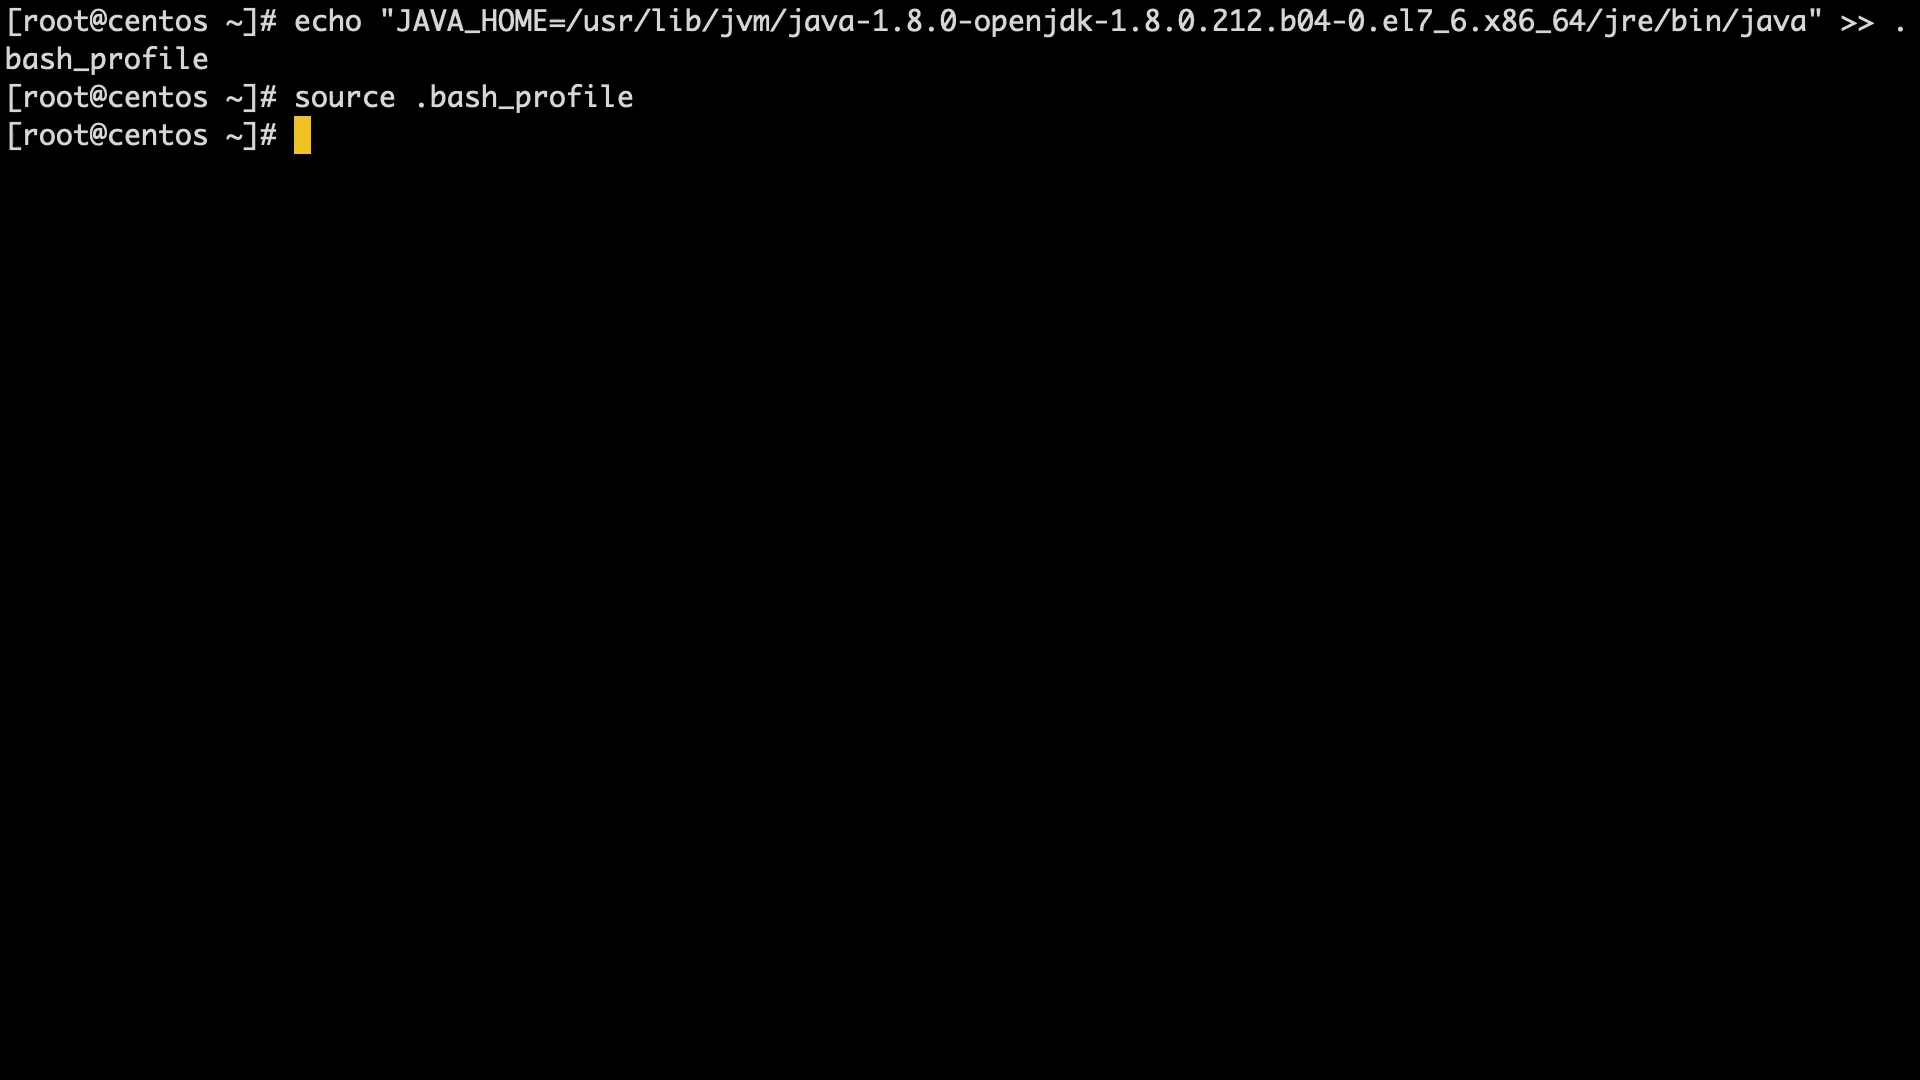 [root@centos ~]# echo "JAVA_HOME=/usr/lib/jvm/java-1.8.0-openjdk-1.8.0.212.b04-0.el7_6.x86_64/jre/bin/java" >> .
bash_profile
[root@centos ~]# source .bash_profile
[root@centos ~]#